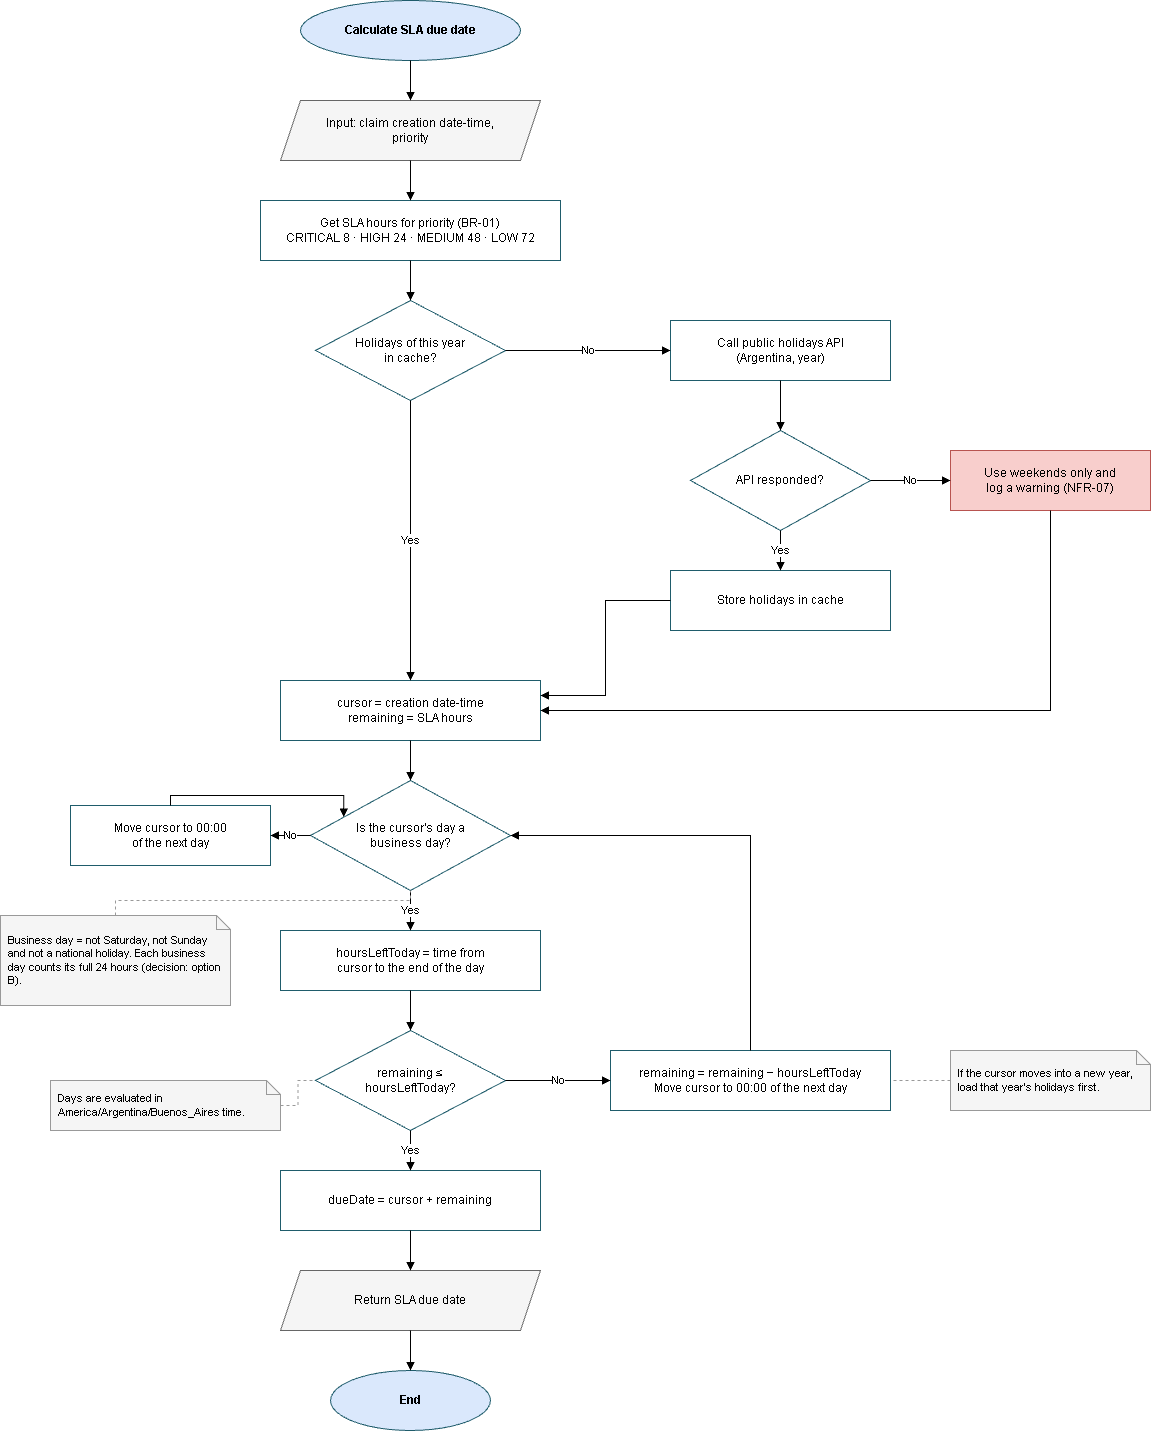 Calculate SLA due date
Input: claim creation date-time,
priority
Get SLA hours for priority (BR-01)
CRITICAL 8 · HIGH 24 · MEDIUM 48 · LOW 72
Holidays of this year
in cache?
No
Call public holidays API
(Argentina, year)
API responded?
No
Use weekends only and
log a warning (NFR-07)
Yes
Yes
Store holidays in cache
cursor = creation date-time
remaining = SLA hours
Is the cursor's day a
business day?
No
Move cursor to 00:00
of the next day
Yes
Business day = not Saturday, not Sunday
and not a national holiday. Each business
day counts its full 24 hours (decision: option
B).
hoursLeftToday = time from
cursor to the end of the day
remaining ≤
hoursLeftToday?
No
remaining = remaining − hoursLeftToday
Move cursor to 00:00 of the next day
If the cursor moves into a new year,
load that year's holidays first.
Days are evaluated in
America/Argentina/Buenos_Aires time.
Yes
dueDate = cursor + remaining
Return SLA due date
End